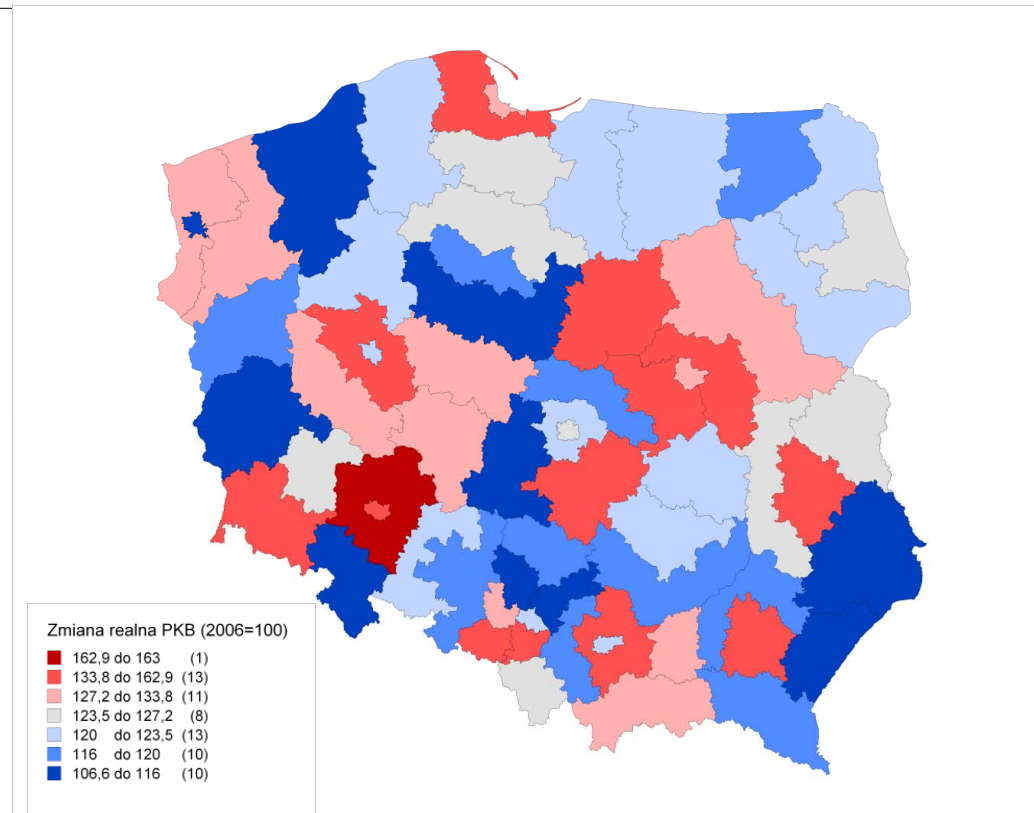 Zmiana realna PKB (2006=100)
162,9 do 163 (1)
133,8 do 162,9 (13)
127,2 do 133,8 (11)
123,5 do 127,2 (8)
120 do 123,5 (13)
116 do 120 (10)
106,6 do 116 (10)